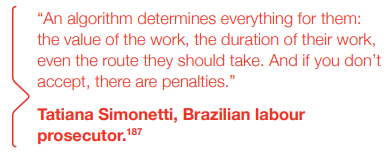 “An algorithm determines everything for them:
the value of the work, the duration of their work,
even the route they should take. And if you don’t
accept, there are penalties.”
Tatiana Simonetti, Brazilian labour
prosecutor.187